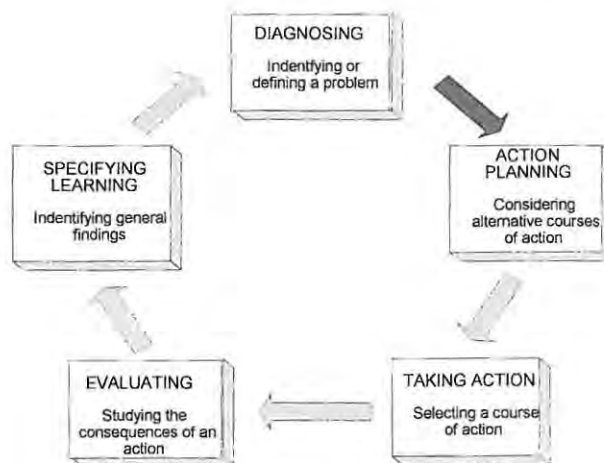 DIAGNOSING
Indentfying or
defining a problem
ACTION
PLANNING
Considering
alternative courses
of action
TAKING ACTION
Selecting a course
of action
EVALUATING
Studying the
consequences of an
action
SPECIFYING
LEARNING
Indentifying general
findings